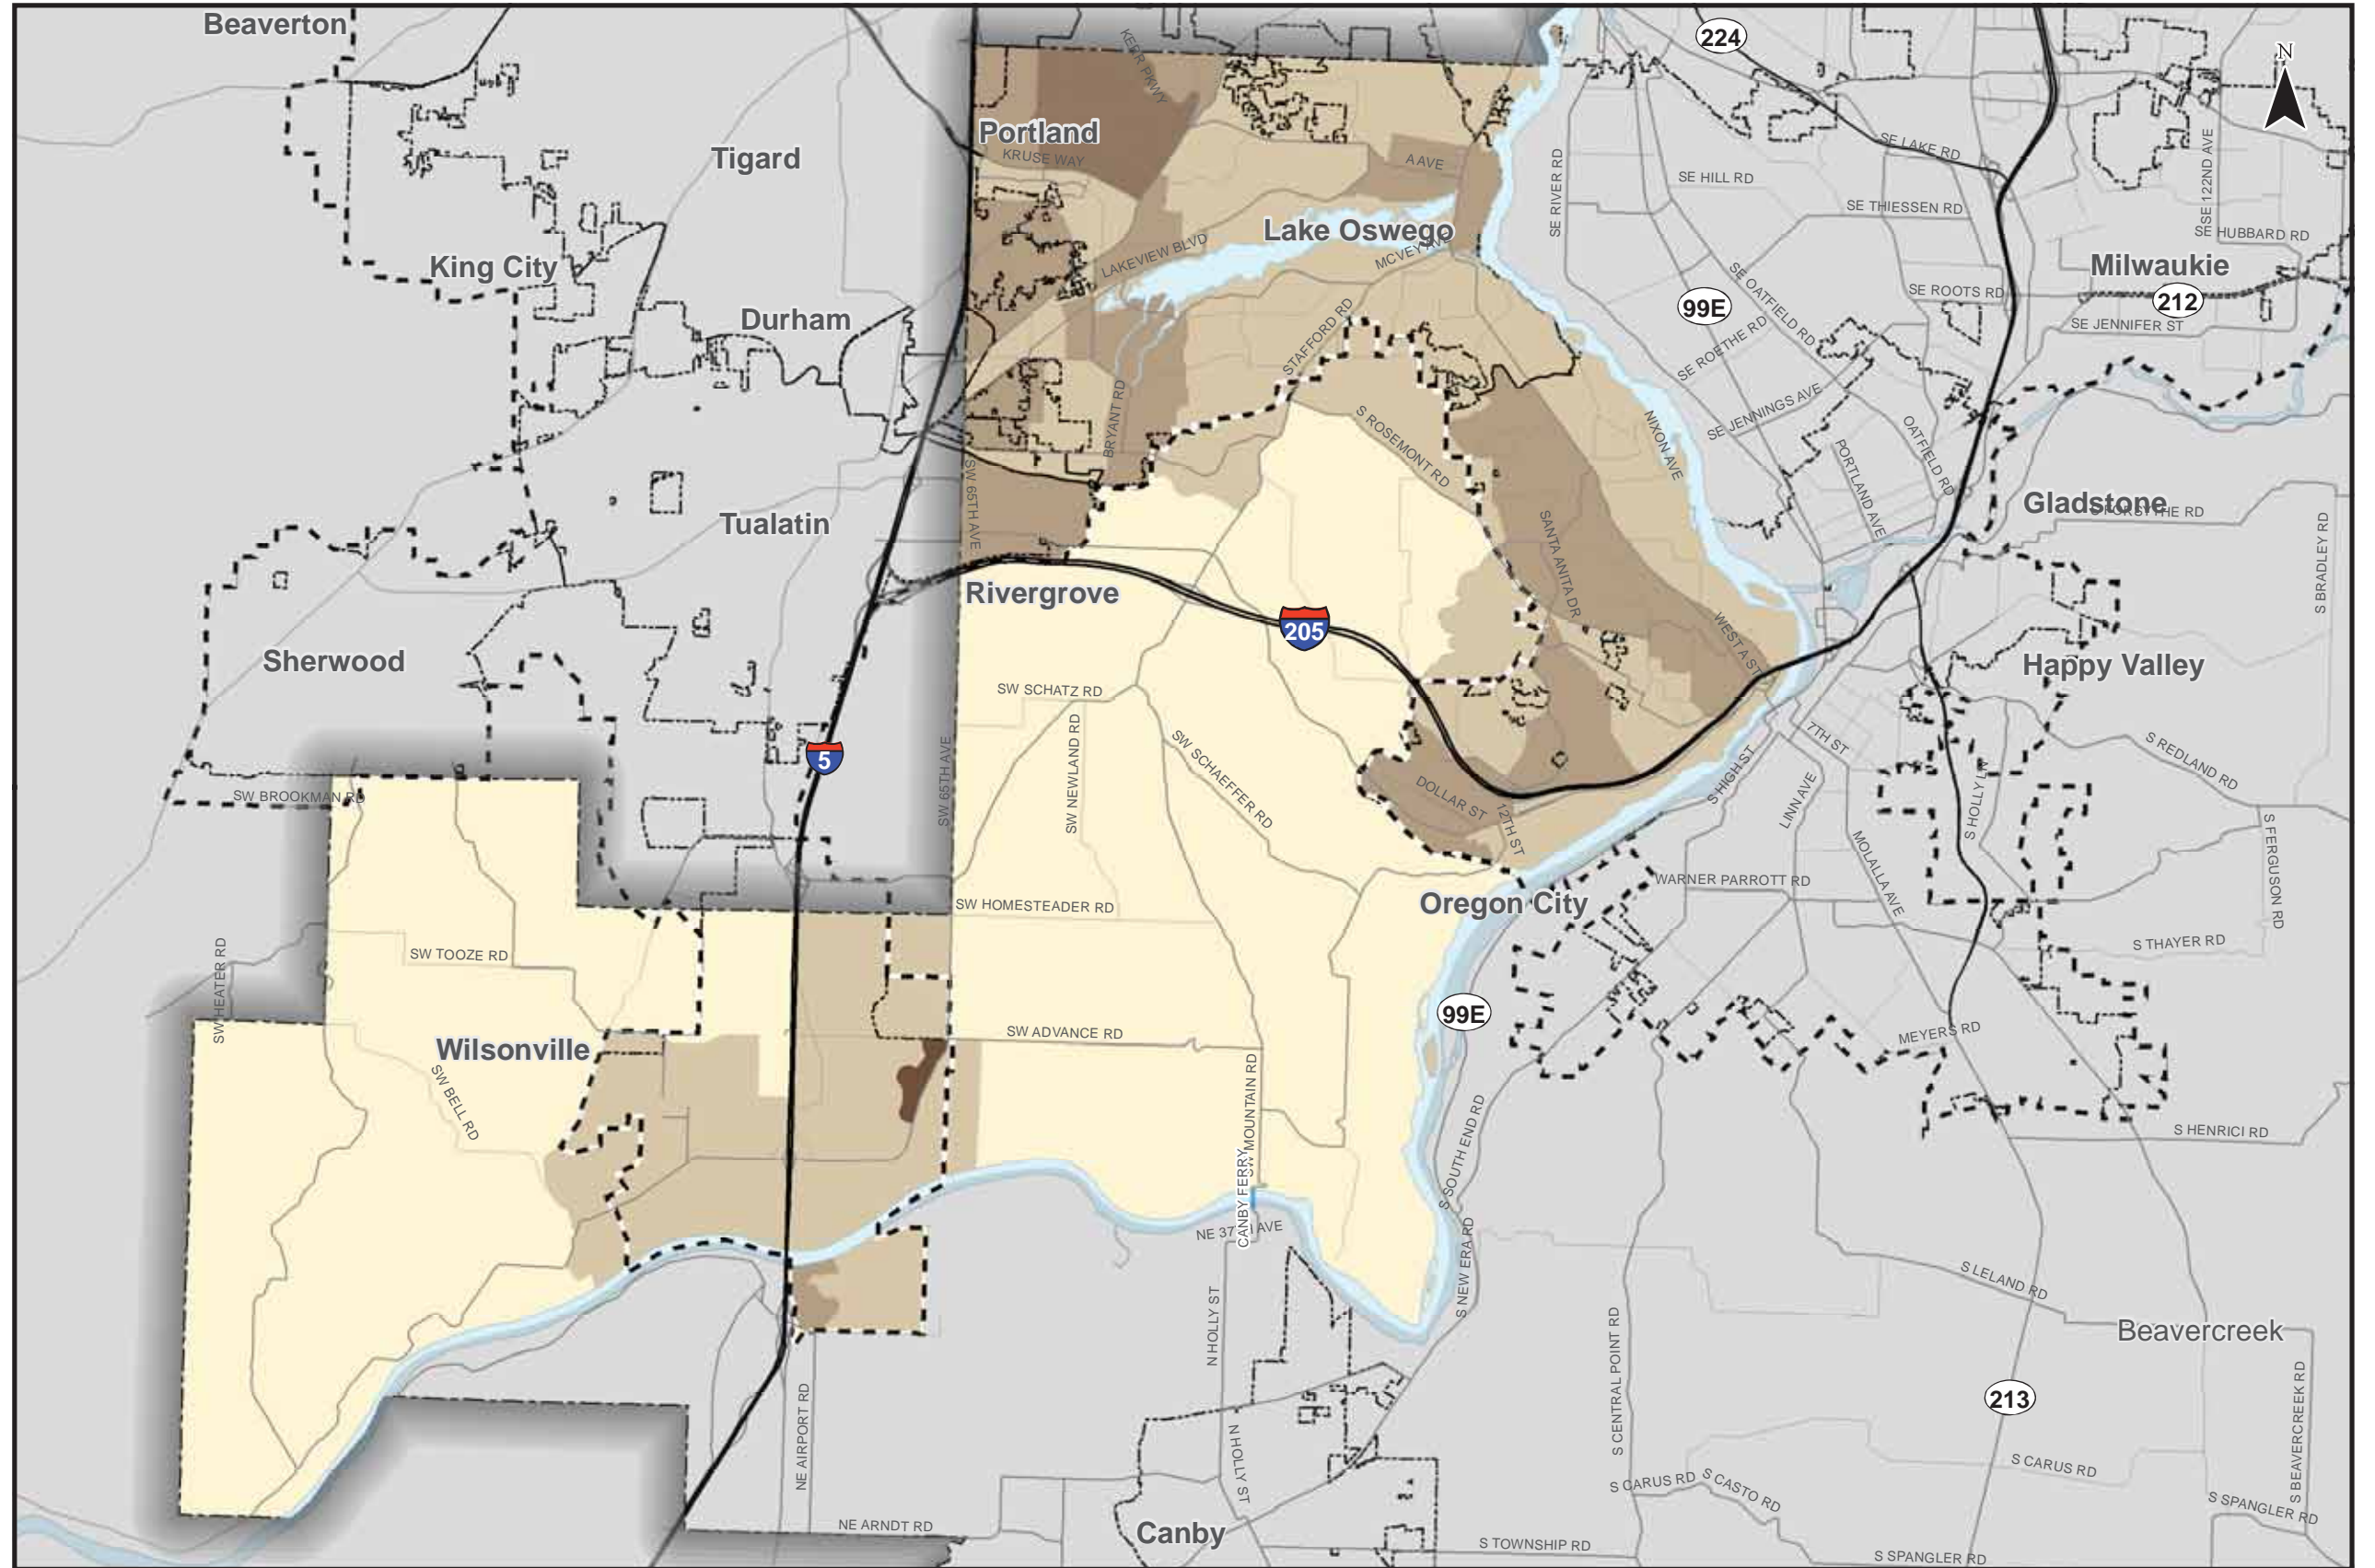 Beaverton
224
N
KERR PKWY
Portland
Tigard
KRUSE WAY
A AVE
SE LAKE RD
SE HILL RD
SE RIVER RD
SE 122ND AVE
SE THIESSEN RD
SE HUBBARD RD
Lake Oswego
LAKEVIEW BLVD
MCVEY AVE
King City
Milwaukie
212
SE ROOTS RD
99E
SE OATFIELD RD
SE JENNIFER ST
Durham
STAFFORD RD
SE ROETHE RD
SE JENNINGS AVE
BRYANT RD
S ROSEMONT RD
NIXON AVE
OATFIELD RD
PORTLAND AVE
SW 65TH AVE
Gladstone
S FORSYTHE RD
Tualatin
SANTA ANITA DR
S BRADLEY RD
Rivergrove
205
WEST A ST
Sherwood
Happy Valley
SW SCHATZ RD
SW NEWLAND RD
SW SCHAEFFER RD
5
SW 65TH AVE
7TH ST
S REDLAND RD
S HIGH ST
SW BROOKMAN RD
DOLLAR ST
12TH ST
LINN AVE
S HOLLY LN
MOLALLA AVE
S FERGUSON RD
WARNER PARROTT RD
Oregon City
SW HOMESTEADER RD
S THAYER RD
SW TOOZE RD
SW HEATER RD
99E
SW ADVANCE RD
MEYERS RD
Wilsonville
SW BELL RD
SW MOUNTAIN RD
S HENRICI RD
S SOUTH END RD
CANBY FERRY
NE 37TH AVE
S NEW ERA RD
S LELAND RD
N HOLLY ST
S CENTRAL POINT RD
Beavercreek
213
NE AIRPORT RD
S BEAVERCREEK RD
N HOLLY ST
S CARUS RD
S CARUS RD
S CASTO RD
S SPANGLER RD
NE ARNDT RD
Canby
S TOWNSHIP RD
S SPANGLER RD